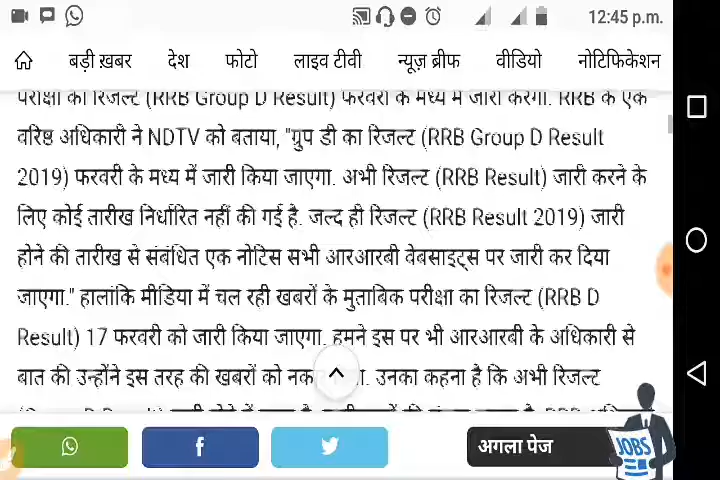 12:45 p.m.
बड़ी ख़बर देश फोटो लाइव टीवी न्यूज़ ब्रीफ वीडियो नोटिफिकेशन
परीक्षा का रिजल्ट (RRB Group D Result) फरवरी के मध्य में जारी करेगा. RRB के एक
वरिष्ठ अधिकारी ने NDTV को बताया, "ग्रुप डी का रिजल्ट (RRB Group D Result
2019) फरवरी के मध्य में जारी किया जाएगा. अभी रिजल्ट (RRB Result) जारी करने के
लिए कोई तारीख निर्धारित नहीं की गई है. जल्द ही रिजल्ट (RRB Result 2019) जारी
होने की तारीख से संबंधित एक नोटिस सभी आरआरबी वेबसाइट्स पर जारी कर दिया
जाएगा." हालांकि मीडिया में चल रही खबरों के मुताबिक परीक्षा का रिजल्ट (RRB D
Result) 17 फरवरी को जारी किया जाएगा. हमने इस पर भी आरआरबी के अधिकारी से
बात की उन्होंने इस तरह की खबरों को उनका कहना है कि अभी रिजल्ट
अगला पेज
JOBS